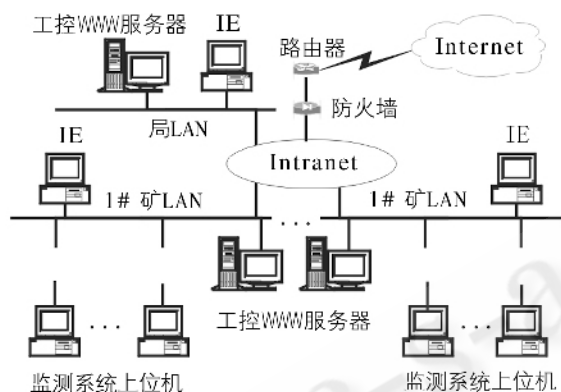 工控WWW服务器
IE
路由器
Internet
防火墙
局LAN
IE
Intranet
IE
1# 矿LAN
1# 矿LAN
...
工控WWW服务器
...
...
监测系统上位机
监测系统上位机